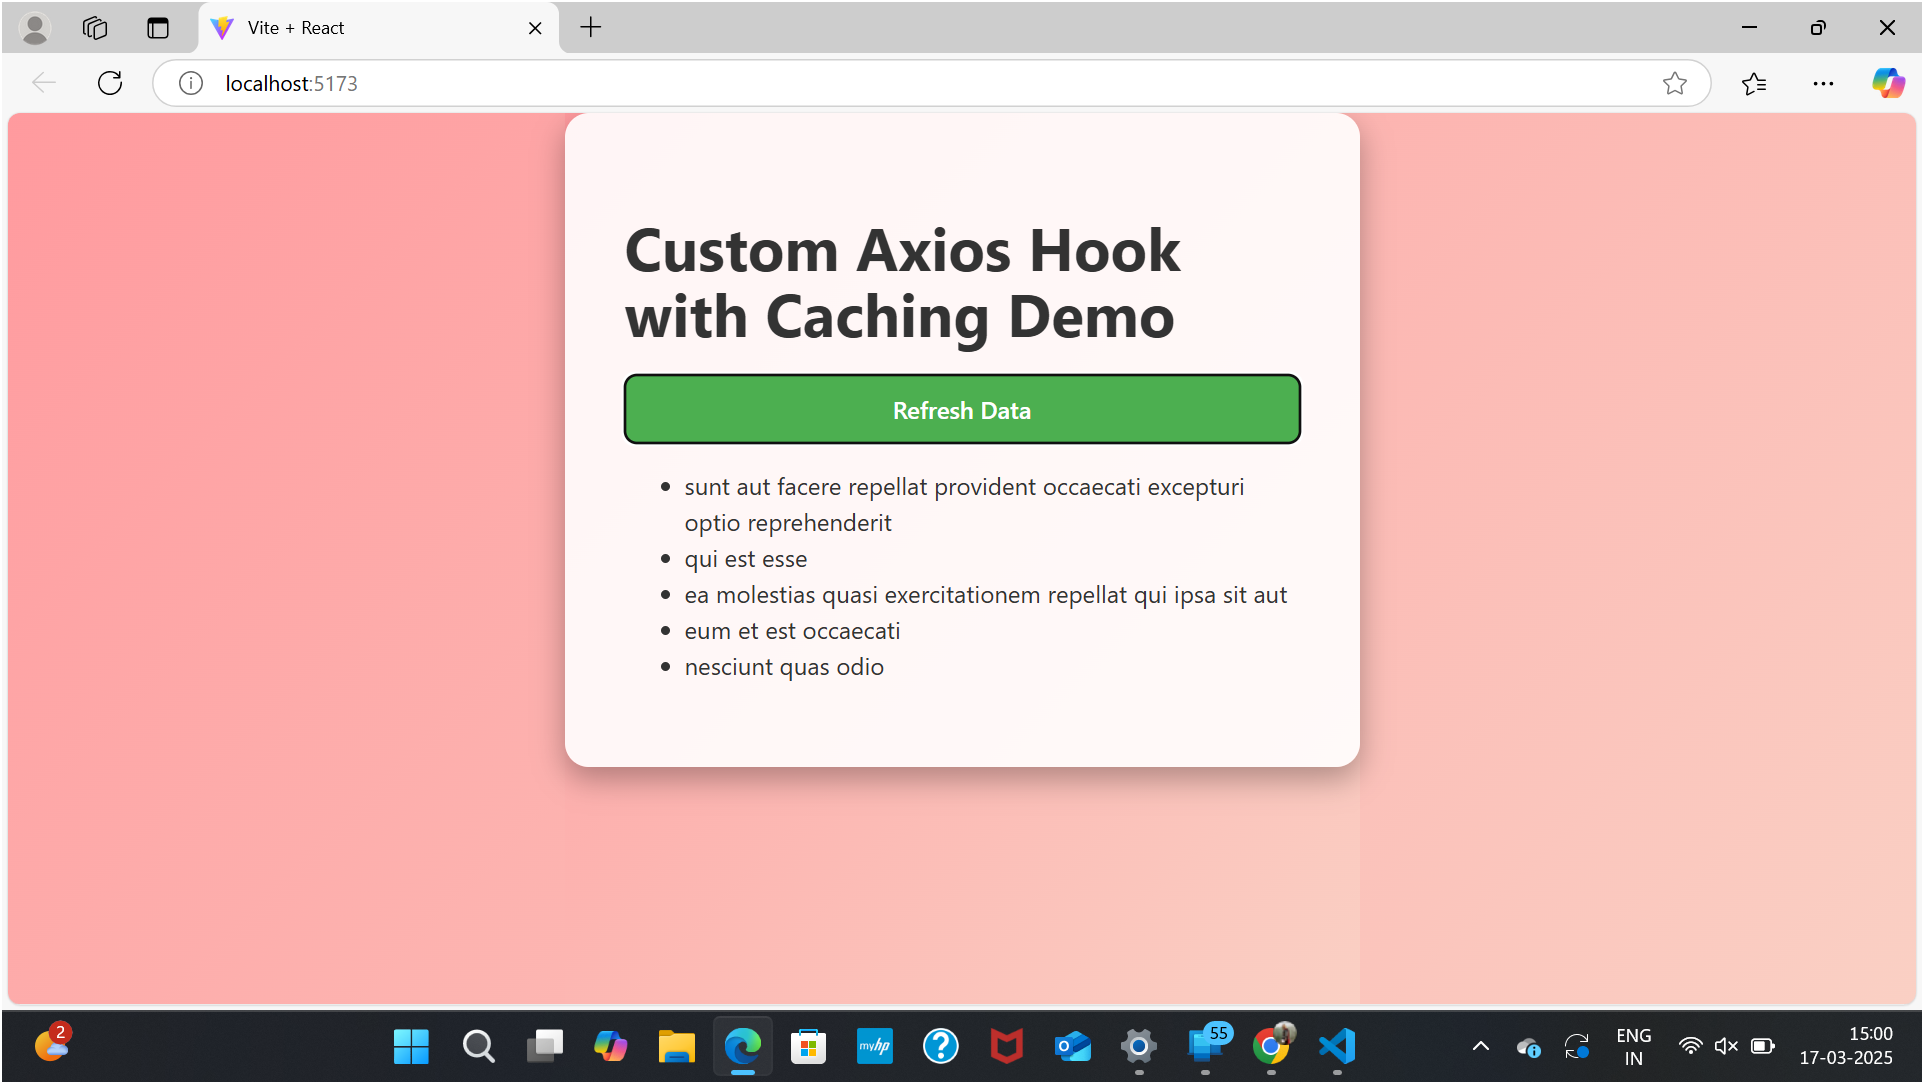 Vite + React
localhost:5173
Custom Axios Hook
with Caching Demo
Refresh Data
sunt aut facere repellat provident occaecati excepturi
optio reprehenderit
qui est esse
ea molestias quasi exercitationem repellat qui ipsa sit aut
eum et est occaecati
nesciunt quas odio
2
myhp
?
O
55
ENG
IN
15:00
17-03-2025